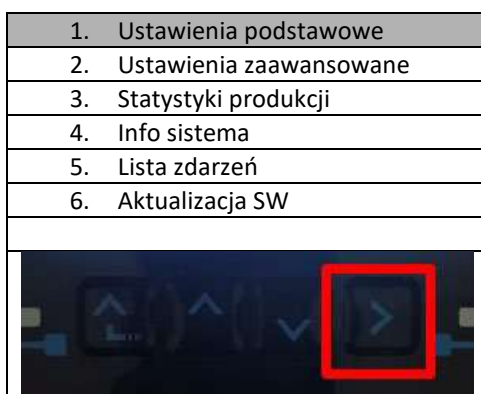 1. Ustawienia podstawowe
2. Ustawienia zaawansowane
3. Statystyki produkcji
4. Info sistema
5. Lista zdarzeń
6. Aktualizacja SW